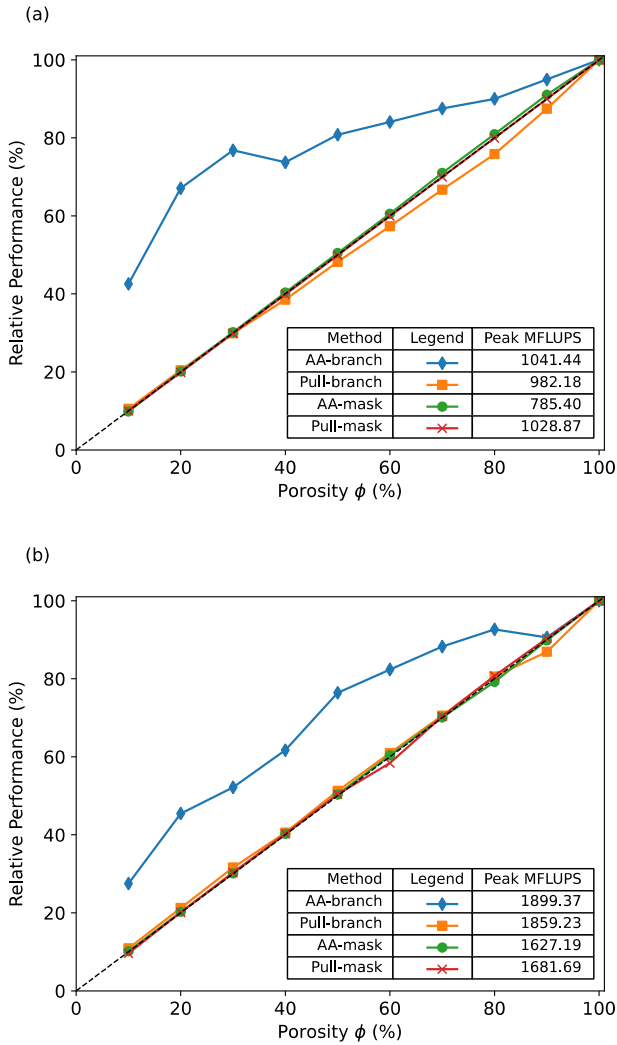 (a)
Relative Performance (%)
100
80
60
40
20
0
Method Legend Peak MFLUPS
AA-branch 1041.44
Pull-branch 982.18
AA-mask 785.40
Pull-mask 1028.87
0 20 40 60 80 100
Porosity ϕ (%)
(b)
Relative Performance (%)
100
80
60
40
20
0
Method Legend Peak MFLUPS
AA-branch 1899.37
Pull-branch 1859.23
AA-mask 1627.19
Pull-mask 1681.69
0 20 40 60 80 100
Porosity ϕ (%)